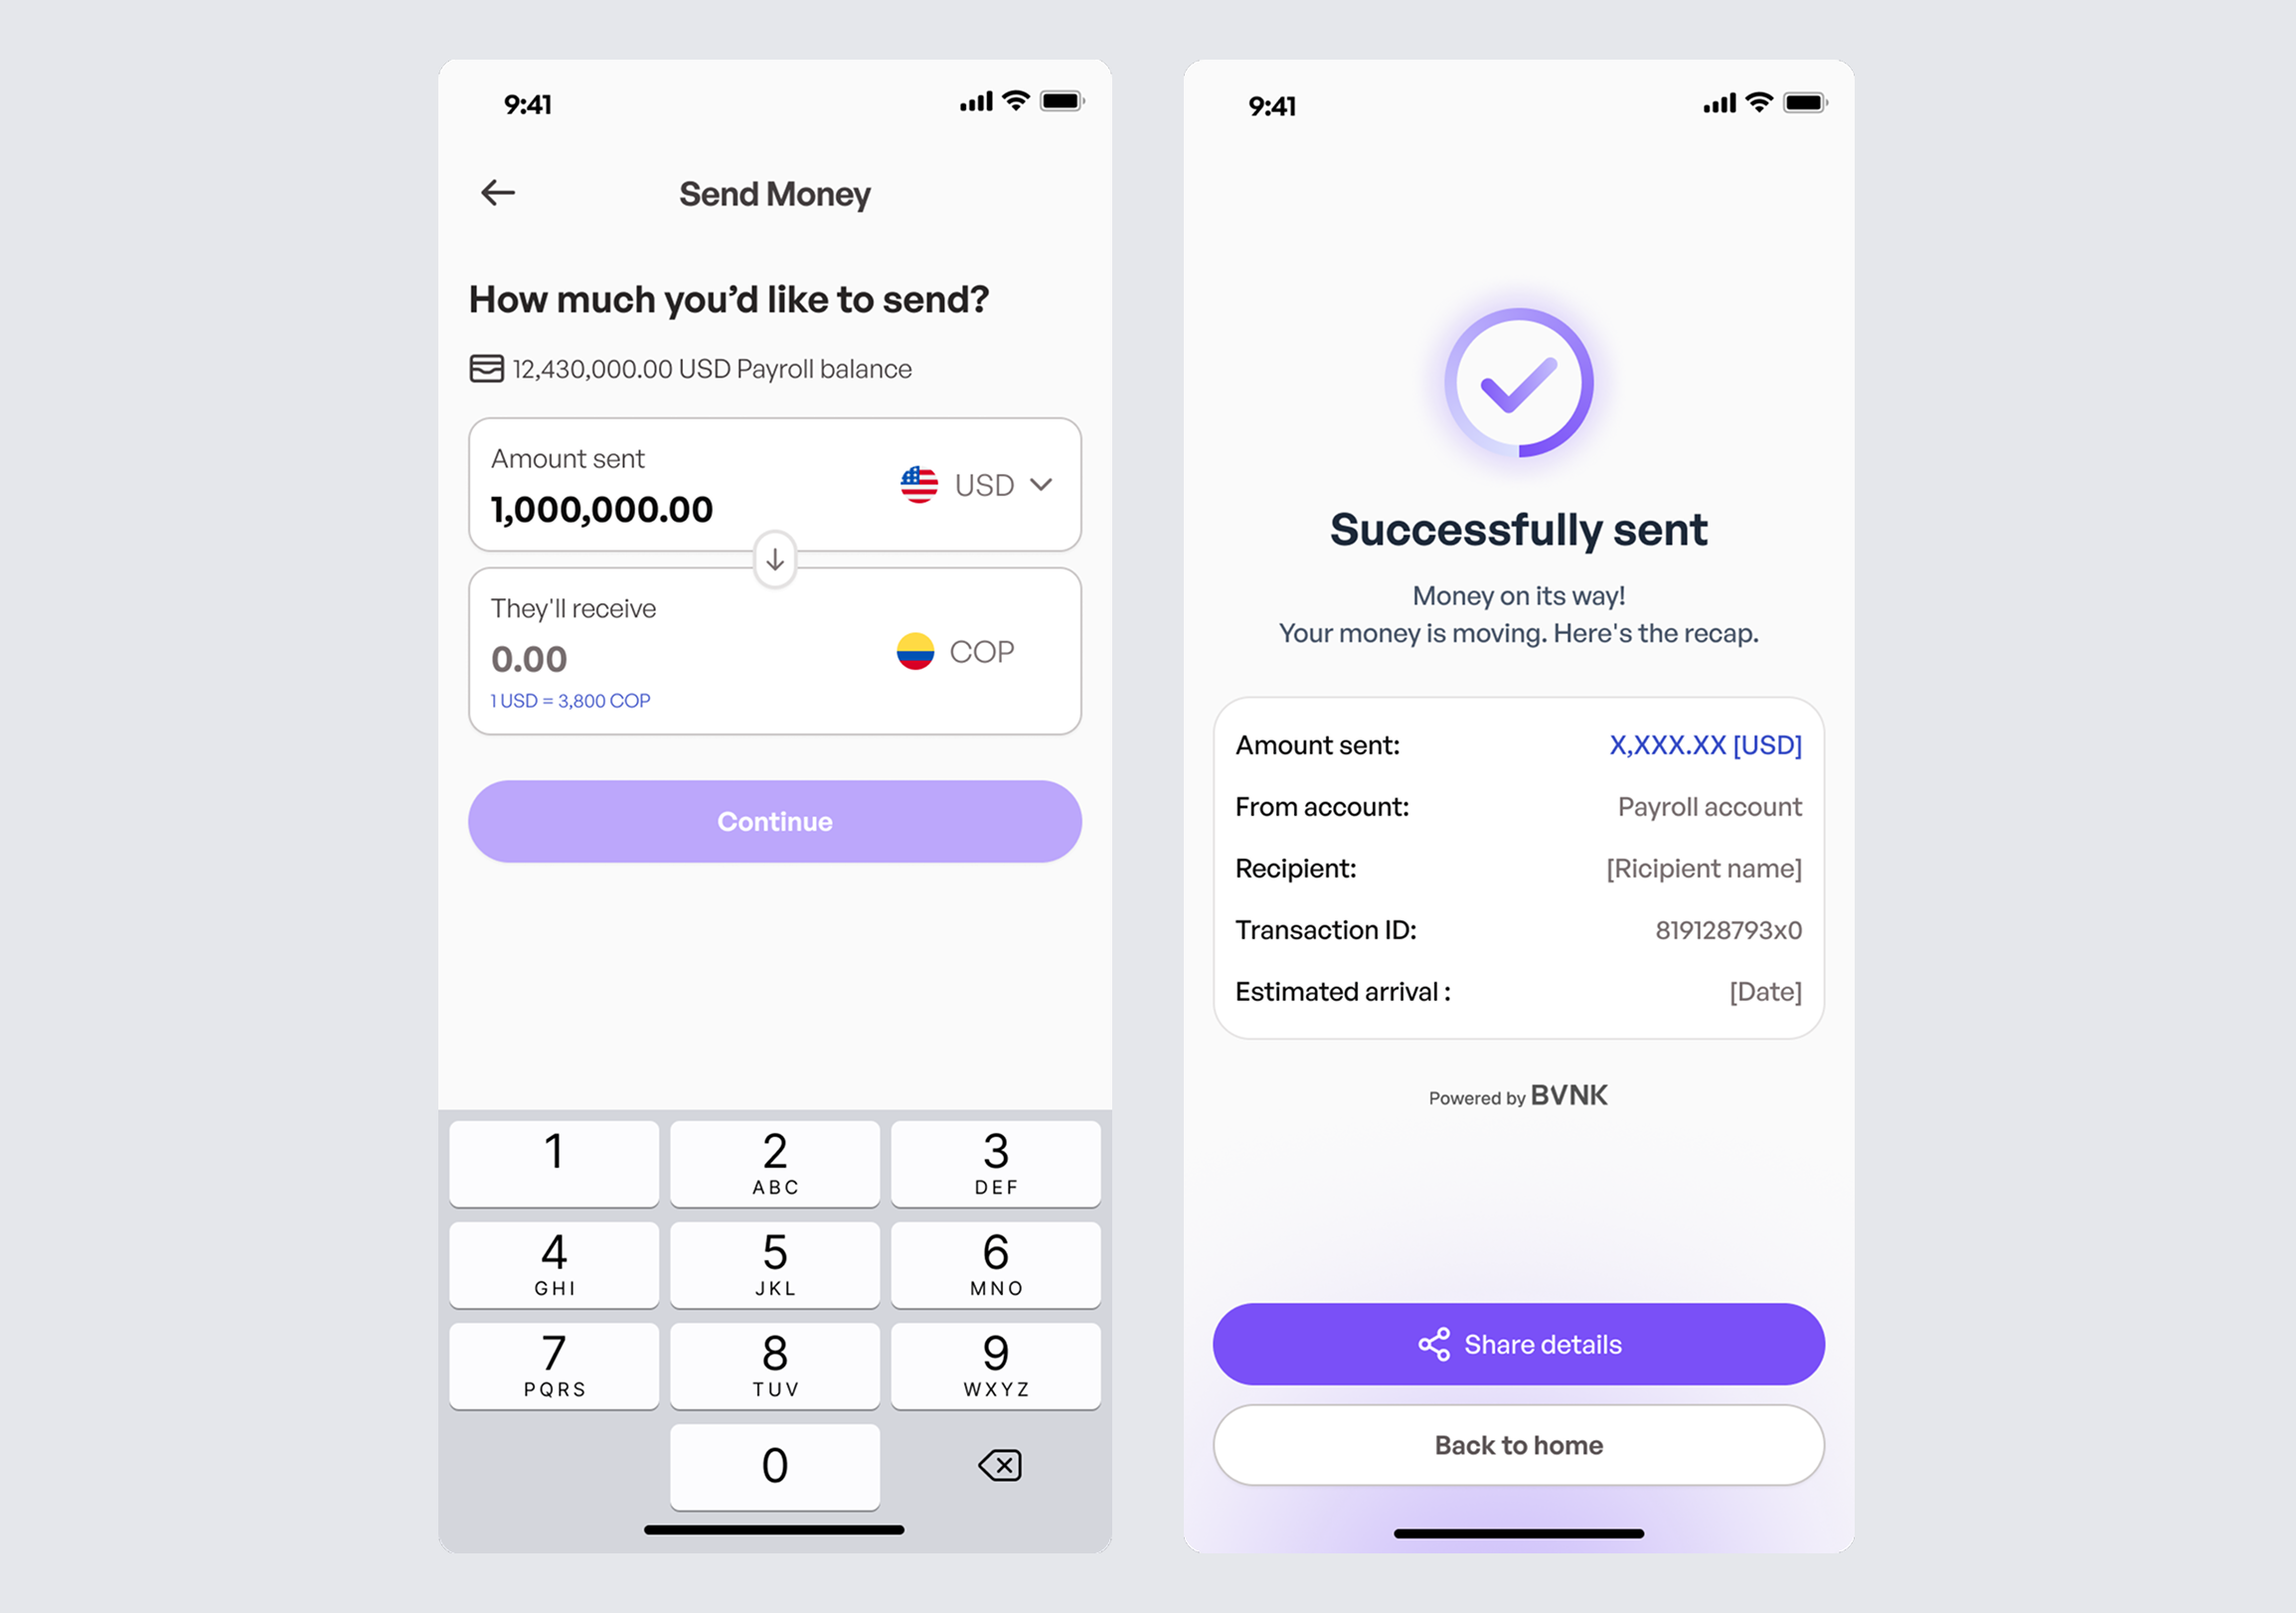 9:41
Send Money
How much you’d like to send?
12,430,000.00 USD Payroll balance
Amount sent
1,000,000.00
USD
They'll receive
0.00
COP
1 USD = 3,800 COP
Continue
1
2
ABC
3
DEF
4
GHI
5
JKL
6
MNO
7
PQRS
8
TUV
9
WXYZ
0
9:41
Successfully sent
Money on its way!
Your money is moving. Here's the recap.
Amount sent: X,XXX.XX [USD]
From account: Payroll account
Recipient: [Ricipient name]
Transaction ID: 819128793x0
Estimated arrival : [Date]
Powered by BVNK
Share details
Back to home